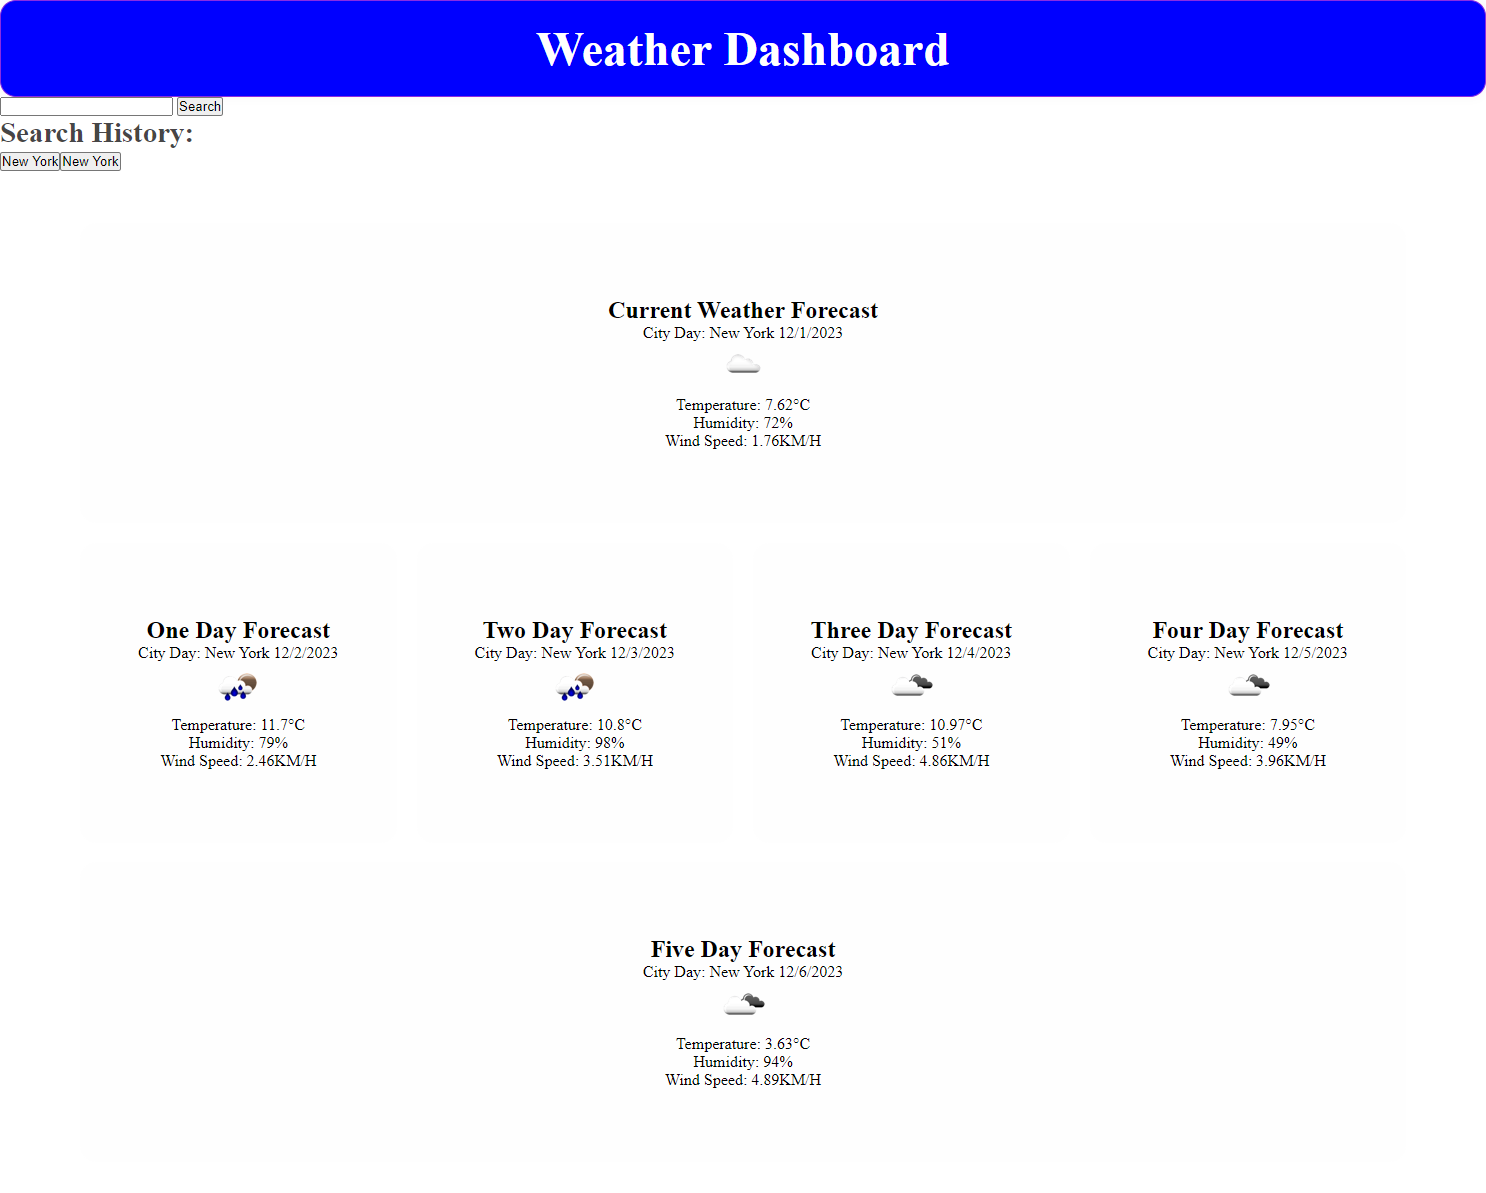 Weather Dashboard
Search
Search History:
New York New York
Current Weather Forecast
City Day: New York 12/1/2023
Temperature: 7.62°C
Humidity: 72%
Wind Speed: 1.76KM/H
One Day Forecast
City Day: New York 12/2/2023
Temperature: 11.7°C
Humidity: 79%
Wind Speed: 2.46KM/H
Two Day Forecast
City Day: New York 12/3/2023
Temperature: 10.8°C
Humidity: 98%
Wind Speed: 3.51KM/H
Three Day Forecast
City Day: New York 12/4/2023
Temperature: 10.97°C
Humidity: 51%
Wind Speed: 4.86KM/H
Four Day Forecast
City Day: New York 12/5/2023
Temperature: 7.95°C
Humidity: 49%
Wind Speed: 3.96KM/H
Five Day Forecast
City Day: New York 12/6/2023
Temperature: 3.63°C
Humidity: 94%
Wind Speed: 4.89KM/H